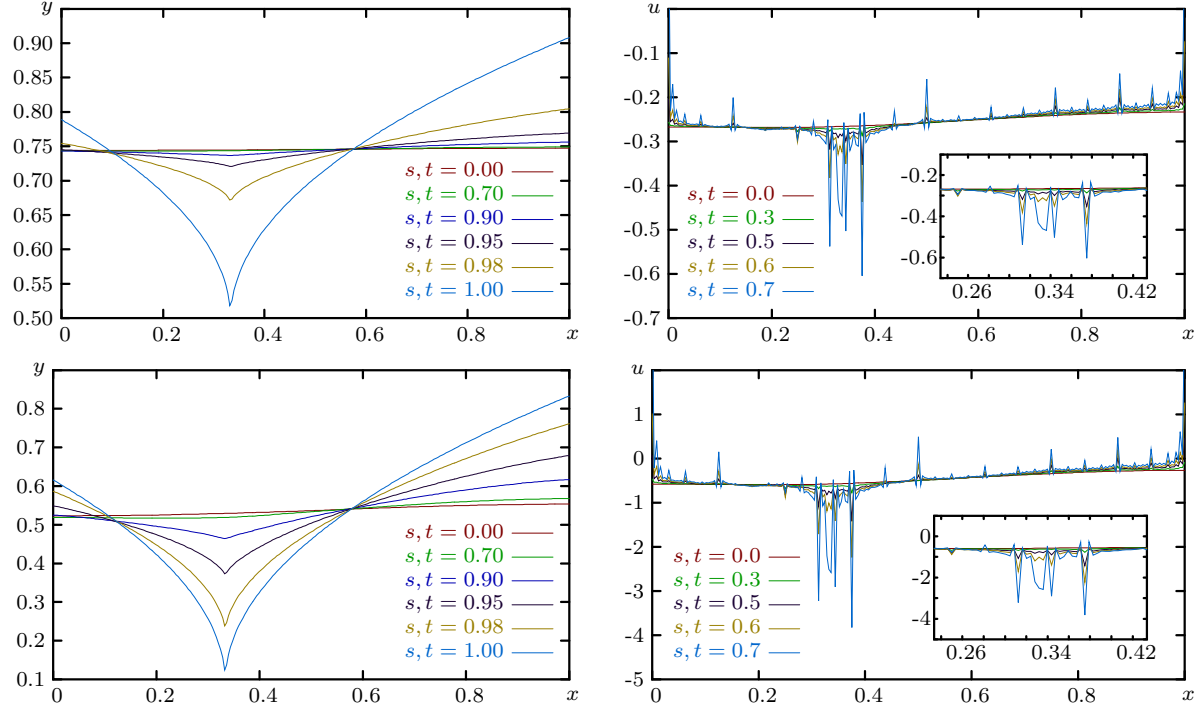 y
0.90
0.85
0.80
0.75
0.70
0.65
0.60
0.55
0.50
0 0.2 0.4 0.6 0.8 x
s, t = 0.00
s, t = 0.70
s, t = 0.90
s, t = 0.95
s, t = 0.98
s, t = 1.00
u
-0.1
-0.2
-0.3
-0.4
-0.5
-0.6
-0.7
0 0.2 0.4 0.6 0.8 x
s, t = 0.0
s, t = 0.3
s, t = 0.5
s, t = 0.6
s, t = 0.7
-0.2
-0.4
-0.6
0.26 0.34 0.42
y
0.8
0.7
0.6
0.5
0.4
0.3
0.2
0.1
0 0.2 0.4 0.6 0.8 x
s, t = 0.00
s, t = 0.70
s, t = 0.90
s, t = 0.95
s, t = 0.98
s, t = 1.00
u
1
0
-1
-2
-3
-4
-5
0 0.2 0.4 0.6 0.8 x
s, t = 0.0
s, t = 0.3
s, t = 0.5
s, t = 0.6
s, t = 0.7
0
-2
-4
0.26 0.34 0.42